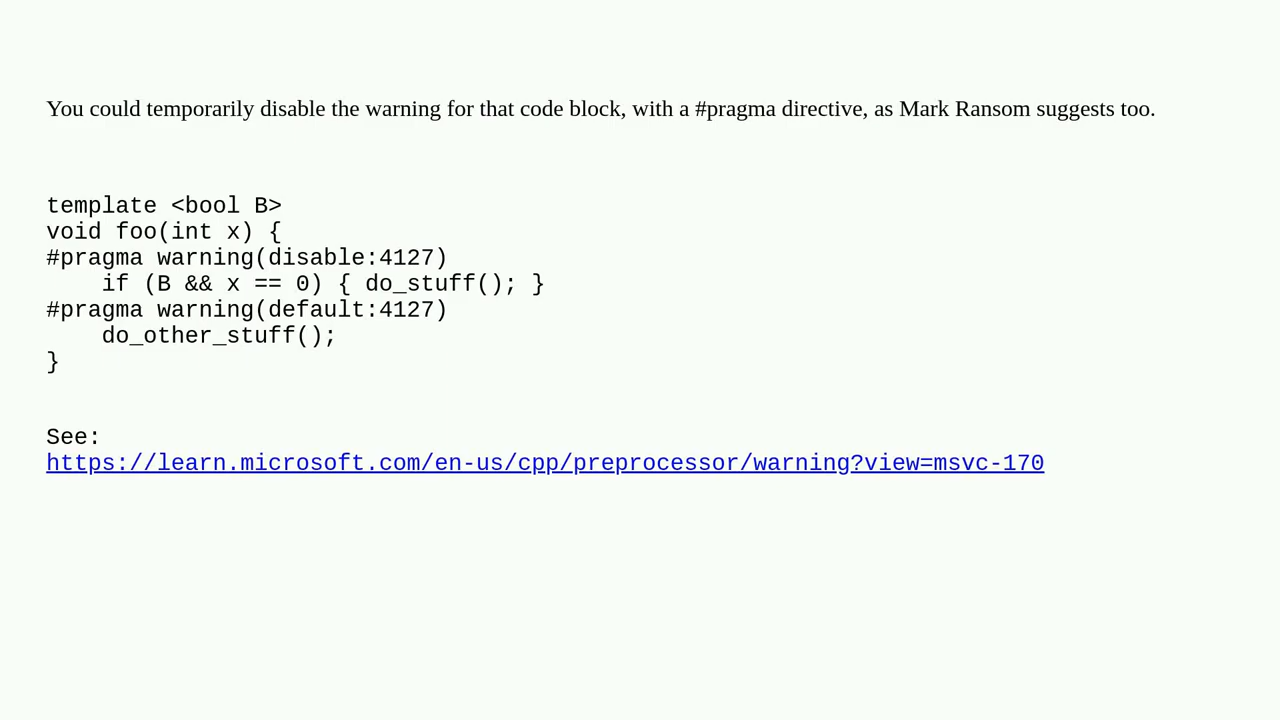 You could temporarily disable the warning for that code block, with a #pragma directive, as Mark Ransom suggests too.
template <bool B>
void foo(int x) {
#pragma warning(disable:4127)
    if (B && x == 0) { do_stuff(); }
#pragma warning(default:4127)
    do_other_stuff();
}
See:
https://learn.microsoft.com/en-us/cpp/preprocessor/warning?view=msvc-170